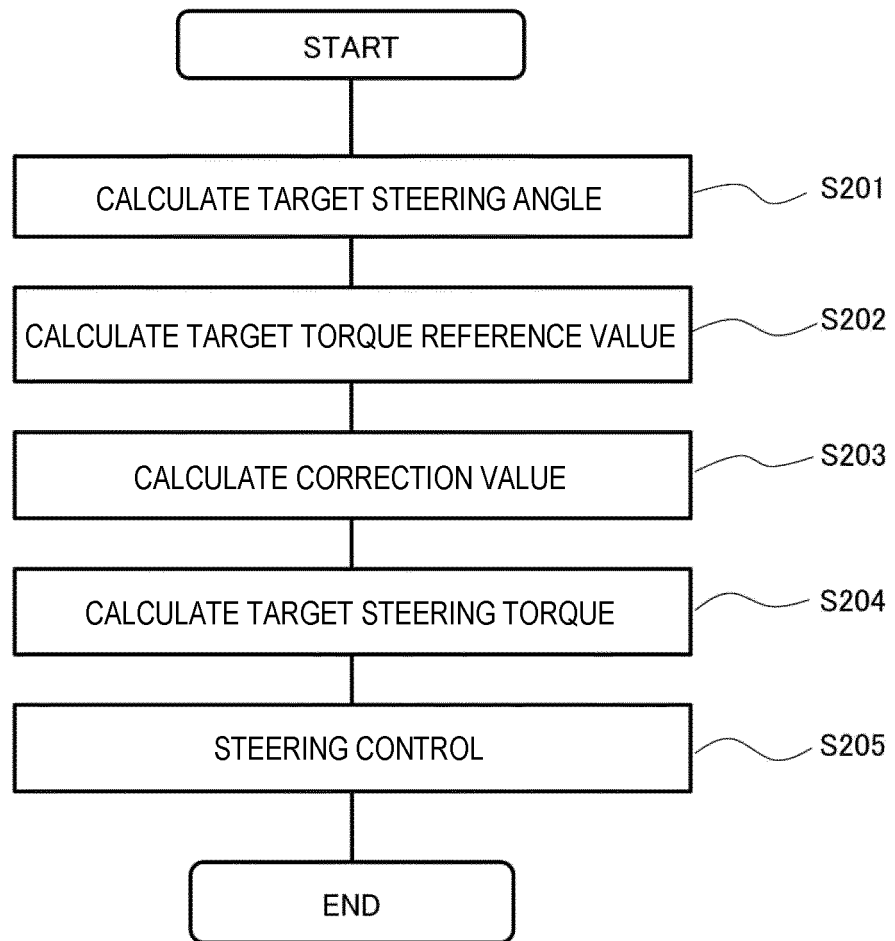 START
CALCULATE TARGET STEERING ANGLE
S201
CALCULATE TARGET TORQUE REFERENCE VALUE
S202
CALCULATE CORRECTION VALUE
S203
CALCULATE TARGET STEERING TORQUE
S204
STEERING CONTROL
S205
END